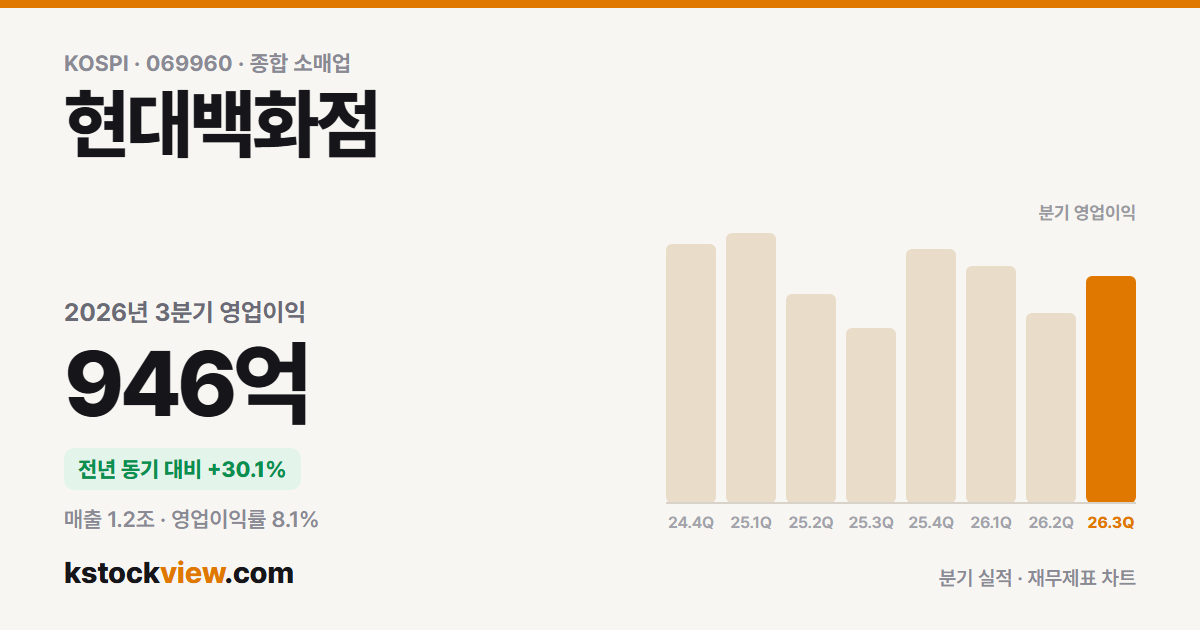 KOSPI · 069960 · 종합 소매업
현대백화점
2026년 3분기 영업이익
946억
전년 동기 대비 +30.1%
매출 1.2조 · 영업이익률 8.1%
kstockview.com
분기 영업이익
24.4Q 25.1Q 25.2Q 25.3Q 25.4Q 26.1Q 26.2Q 26.3Q
분기 실적 · 재무제표 차트